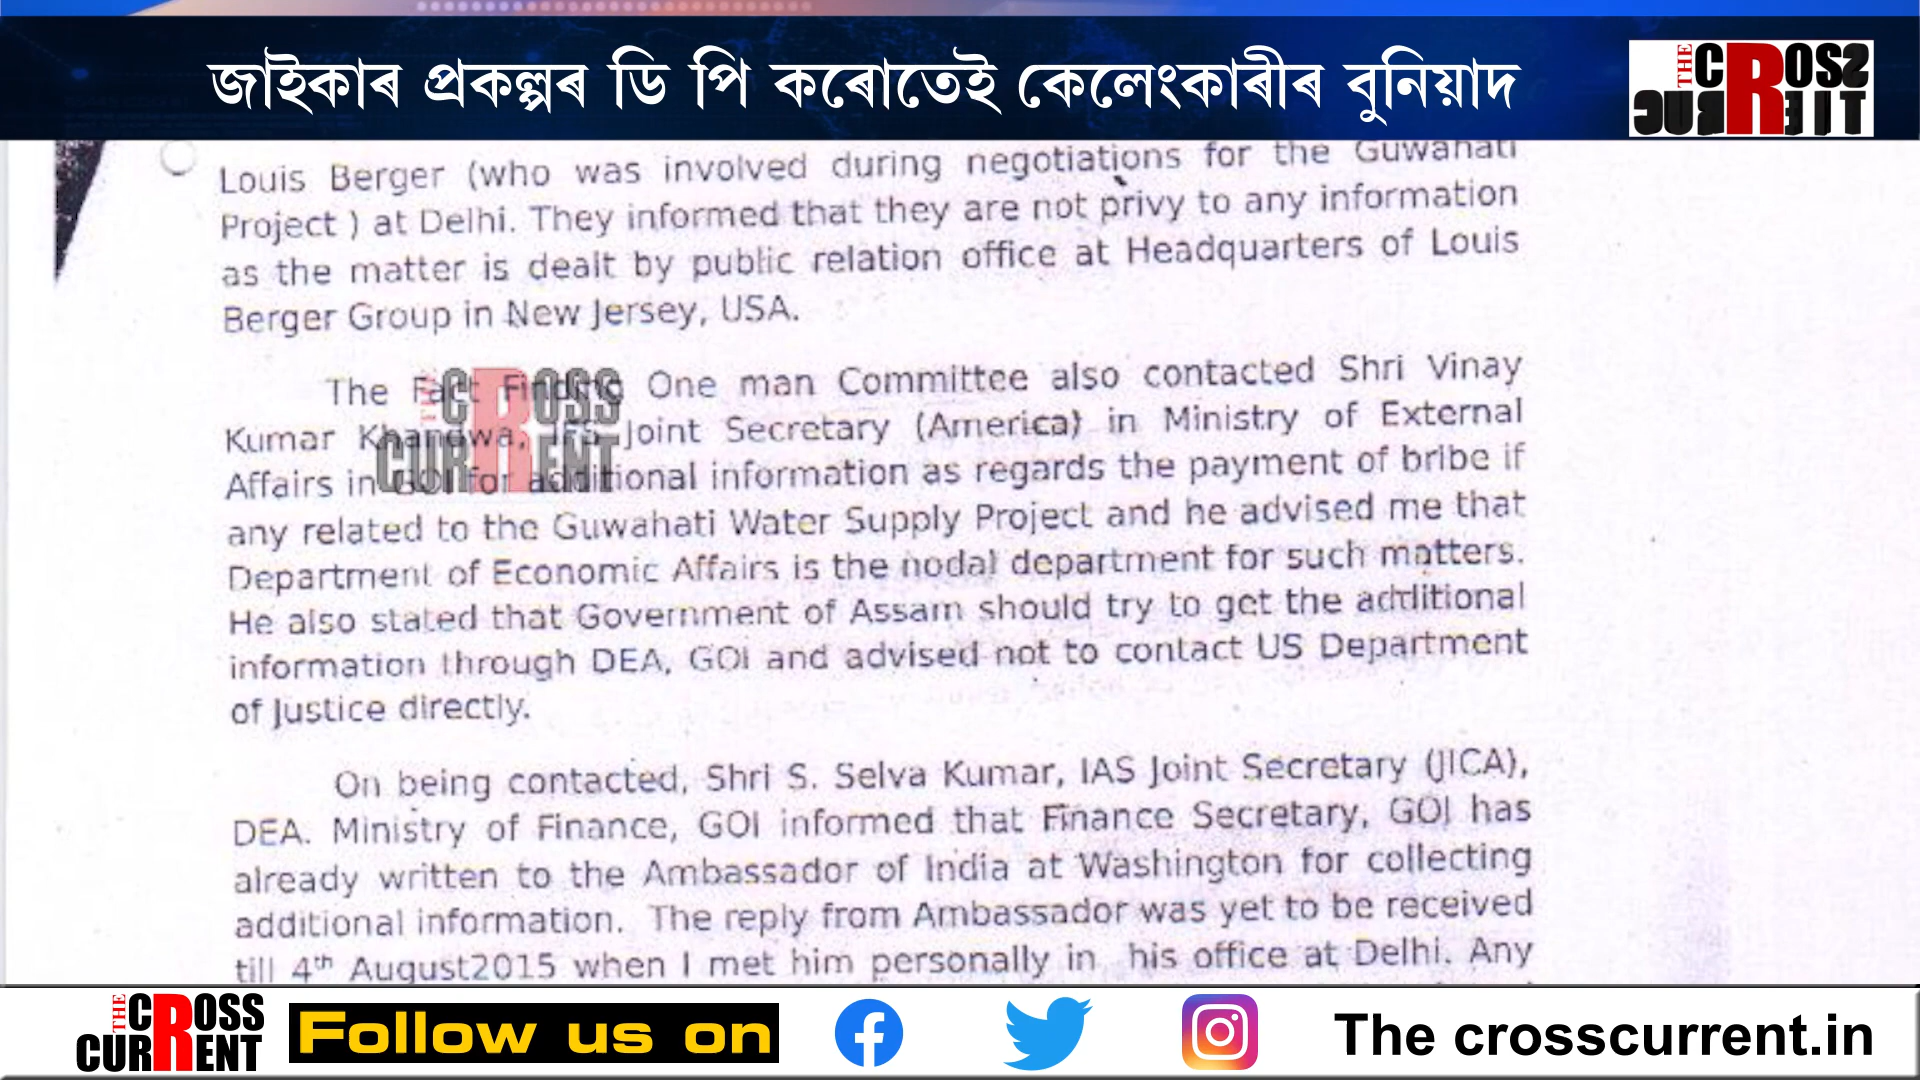 জাইকাৰ প্ৰকল্পৰ ডি পি কৰোতেই কেলেংকাৰীৰ বুনিয়াদ
THE CROSS
CURRENT
Louis Berger (who was involved during negotiations for the Guwahati
Project ) at Delhi. They informed that they are not privy to any information
as the matter is dealt by public relation office at Headquarters of Louis
Berger Group in New Jersey, USA.
The Fact Finding One man Committee also contacted Shri Vinay
Kumar Khandwa, IFS Joint Secretary (America) in Ministry of External
Affairs in GOI for additional information as regards the payment of bribe if
any related to the Guwahati Water Supply Project and he advised me that
Department of Economic Affairs is the nodal department for such matters.
He also stated that Government of Assam should try to get the additional
information through DEA, GOI and advised not to contact US Department
of Justice directly.
On being contacted, Shri S. Selva Kumar, IAS Joint Secretary (JICA),
DEA. Ministry of Finance, GOI informed that Finance Secretary, GOI has
already written to the Ambassador of India at Washington for collecting
additional information. The reply from Ambassador was yet to be received
till 4th August2015 when I met him personally in his office at Delhi. Any
THE CROSS
CURRENT
THE CROSS
CURRENT
Follow us on
The crosscurrent.in